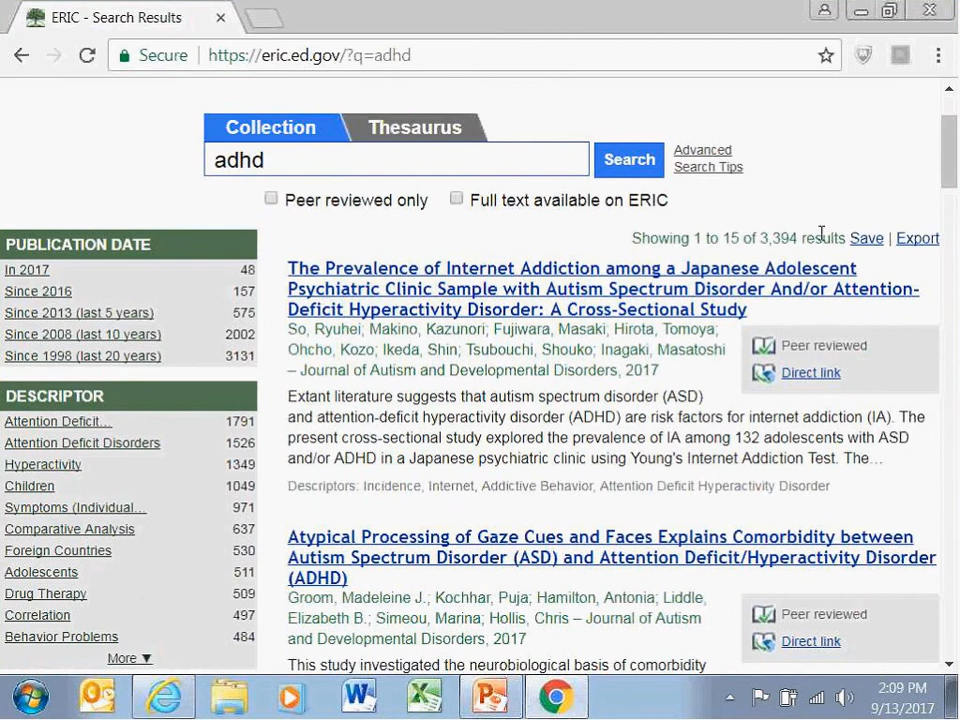 ERIC - Search Results
Secure
https://eric.ed.gov/?q=adhd
Collection
Thesaurus
adhd
Search
Advanced
Search Tips
Peer reviewed only
Full text available on ERIC
Showing 1 to 15 of 3,394 results Save | Export
PUBLICATION DATE
In 2017 48
Since 2016 157
Since 2013 (last 5 years) 575
Since 2008 (last 10 years) 2002
Since 1998 (last 20 years) 3131
DESCRIPTOR
Attention Deficit... 1791
Attention Deficit Disorders 1526
Hyperactivity 1349
Children 1049
Symptoms (Individual... 971
Comparative Analysis 637
Foreign Countries 530
Adolescents 511
Drug Therapy 509
Correlation 497
Behavior Problems 484
More ▼
The Prevalence of Internet Addiction among a Japanese Adolescent
Psychiatric Clinic Sample with Autism Spectrum Disorder And/or Attention-
Deficit Hyperactivity Disorder: A Cross-Sectional Study
So, Ryuhei; Makino, Kazunori; Fujiwara, Masaki; Hirota, Tomoya;
Ohcho, Kozo; Ikeda, Shin; Tsubouchi, Shouko; Inagaki, Masatoshi
– Journal of Autism and Developmental Disorders, 2017
Peer reviewed
Direct link
Extant literature suggests that autism spectrum disorder (ASD)
and attention-deficit hyperactivity disorder (ADHD) are risk factors for internet addiction (IA). The
present cross-sectional study explored the prevalence of IA among 132 adolescents with ASD
and/or ADHD in a Japanese psychiatric clinic using Young's Internet Addiction Test. The…
Descriptors: Incidence, Internet, Addictive Behavior, Attention Deficit Hyperactivity Disorder
Atypical Processing of Gaze Cues and Faces Explains Comorbidity between
Autism Spectrum Disorder (ASD) and Attention Deficit/Hyperactivity Disorder
(ADHD)
Groom, Madeleine J.; Kochhar, Puja; Hamilton, Antonia; Liddle,
Elizabeth B.; Simeou, Marina; Hollis, Chris – Journal of Autism
and Developmental Disorders, 2017
Peer reviewed
Direct link
This study investigated the neurobiological basis of comorbidity
2:09 PM
9/13/2017